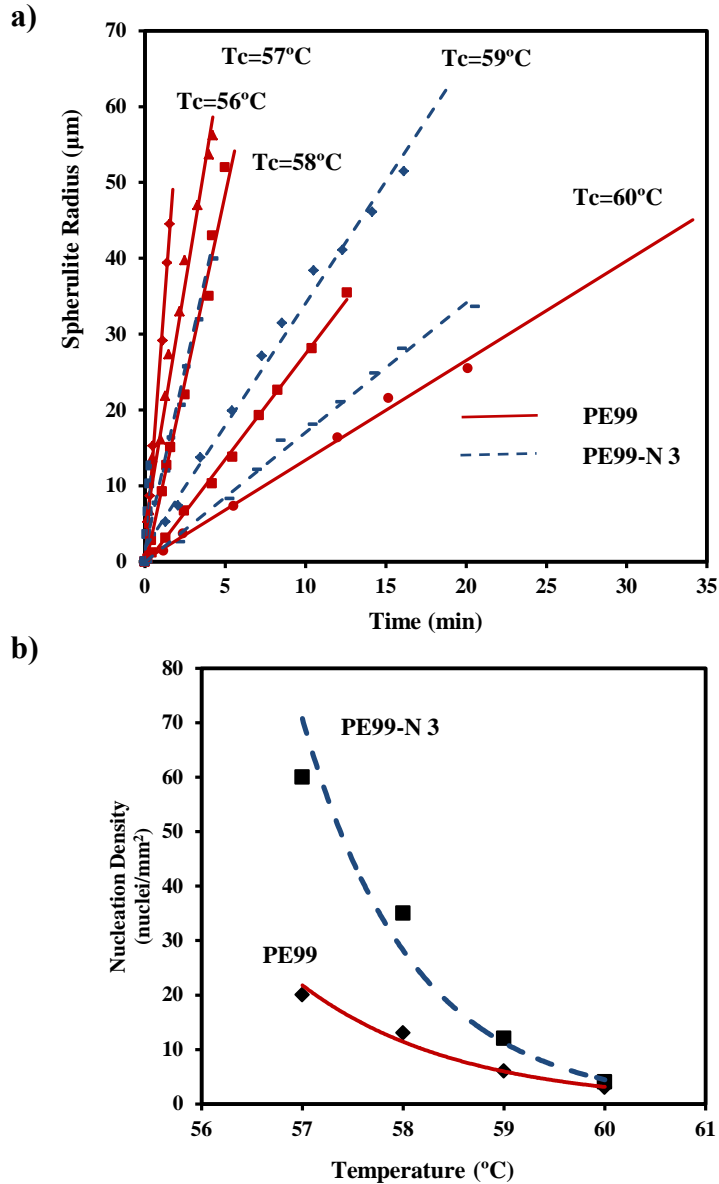 a)
70
60
50
40
30
20
10
0
Spherulite Radius (µm)
Tc=57ºC
Tc=56ºC
Tc=58ºC
Tc=59ºC
Tc=60ºC
PE99
PE99-N 3
0 5 10 15 20 25 30 35
Time (min)
b)
80
70
60
50
40
30
20
10
0
Nucleation Density
(nuclei/mm²)
PE99-N 3
PE99
56 57 58 59 60 61
Temperature (ºC)